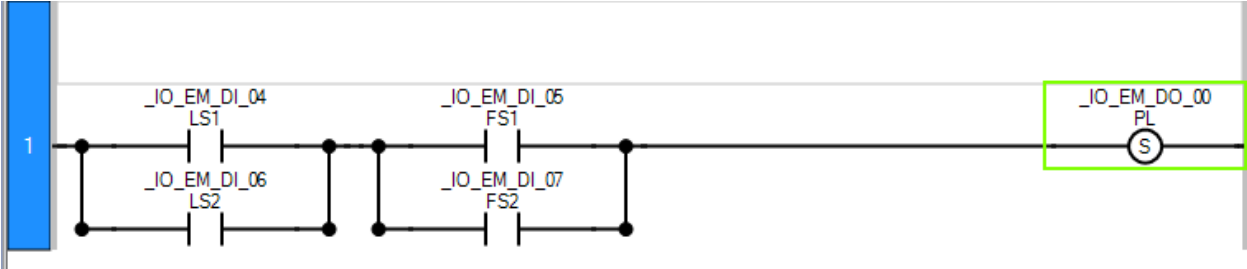 _IO_EM_DI_04
LS1
_IO_EM_DI_05
FS1
_IO_EM_DO_00
PL
1
S
_IO_EM_DI_06
LS2
_IO_EM_DI_07
FS2